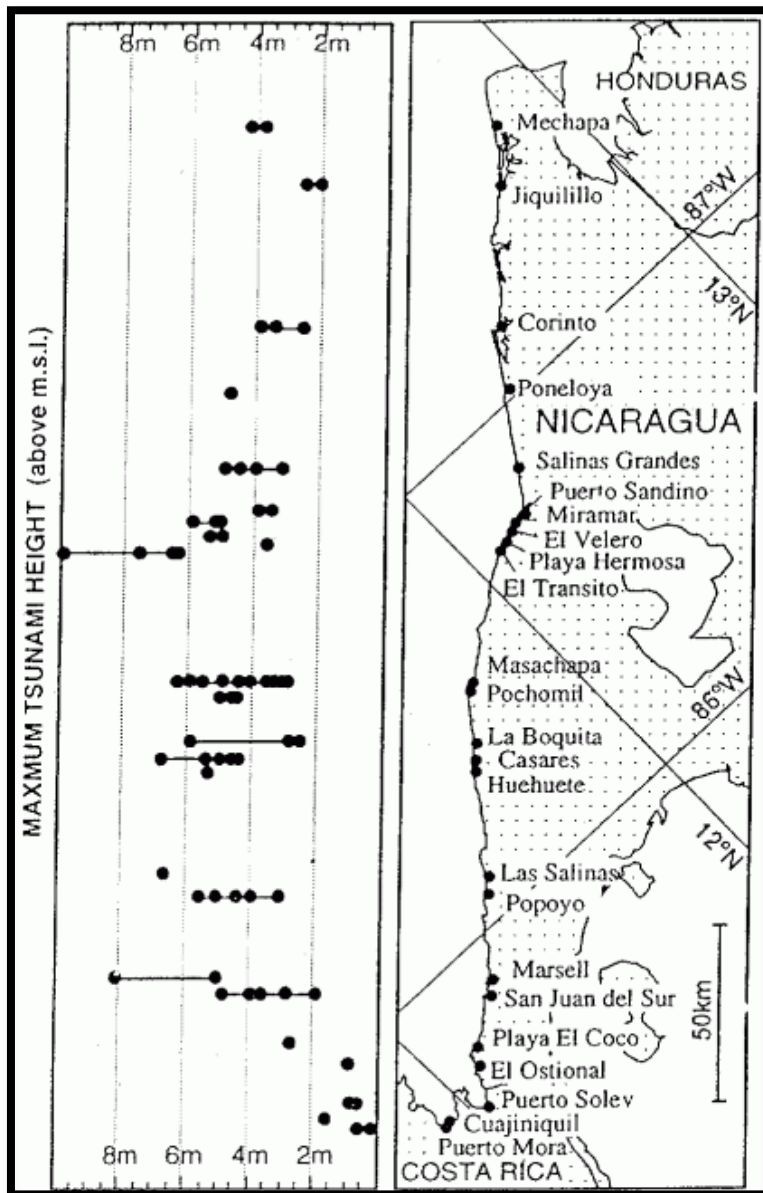 8m 6m 4m 2m
MAXMUM TSUNAMI HEIGHT (above m.s.l.)
8m 6m 4m 2m
HONDURAS
Mechapa
87°W
Jiquilillo
13°N
Corinto
Poneloya
NICARAGUA
Salinas Grandes
Puerto Sandino
Miramar
El Velero
Playa Hermosa
El Transito
Masachapa
86°W
Pochomil
La Boquita
Casares
Huehuete
12°N
Las Salinas
Popoyo
Marsell
San Juan del Sur
50km
Playa El Coco
El Ostional
Puerto Solev
Cuajiniquil
Puerto Mora
COSTA RICA